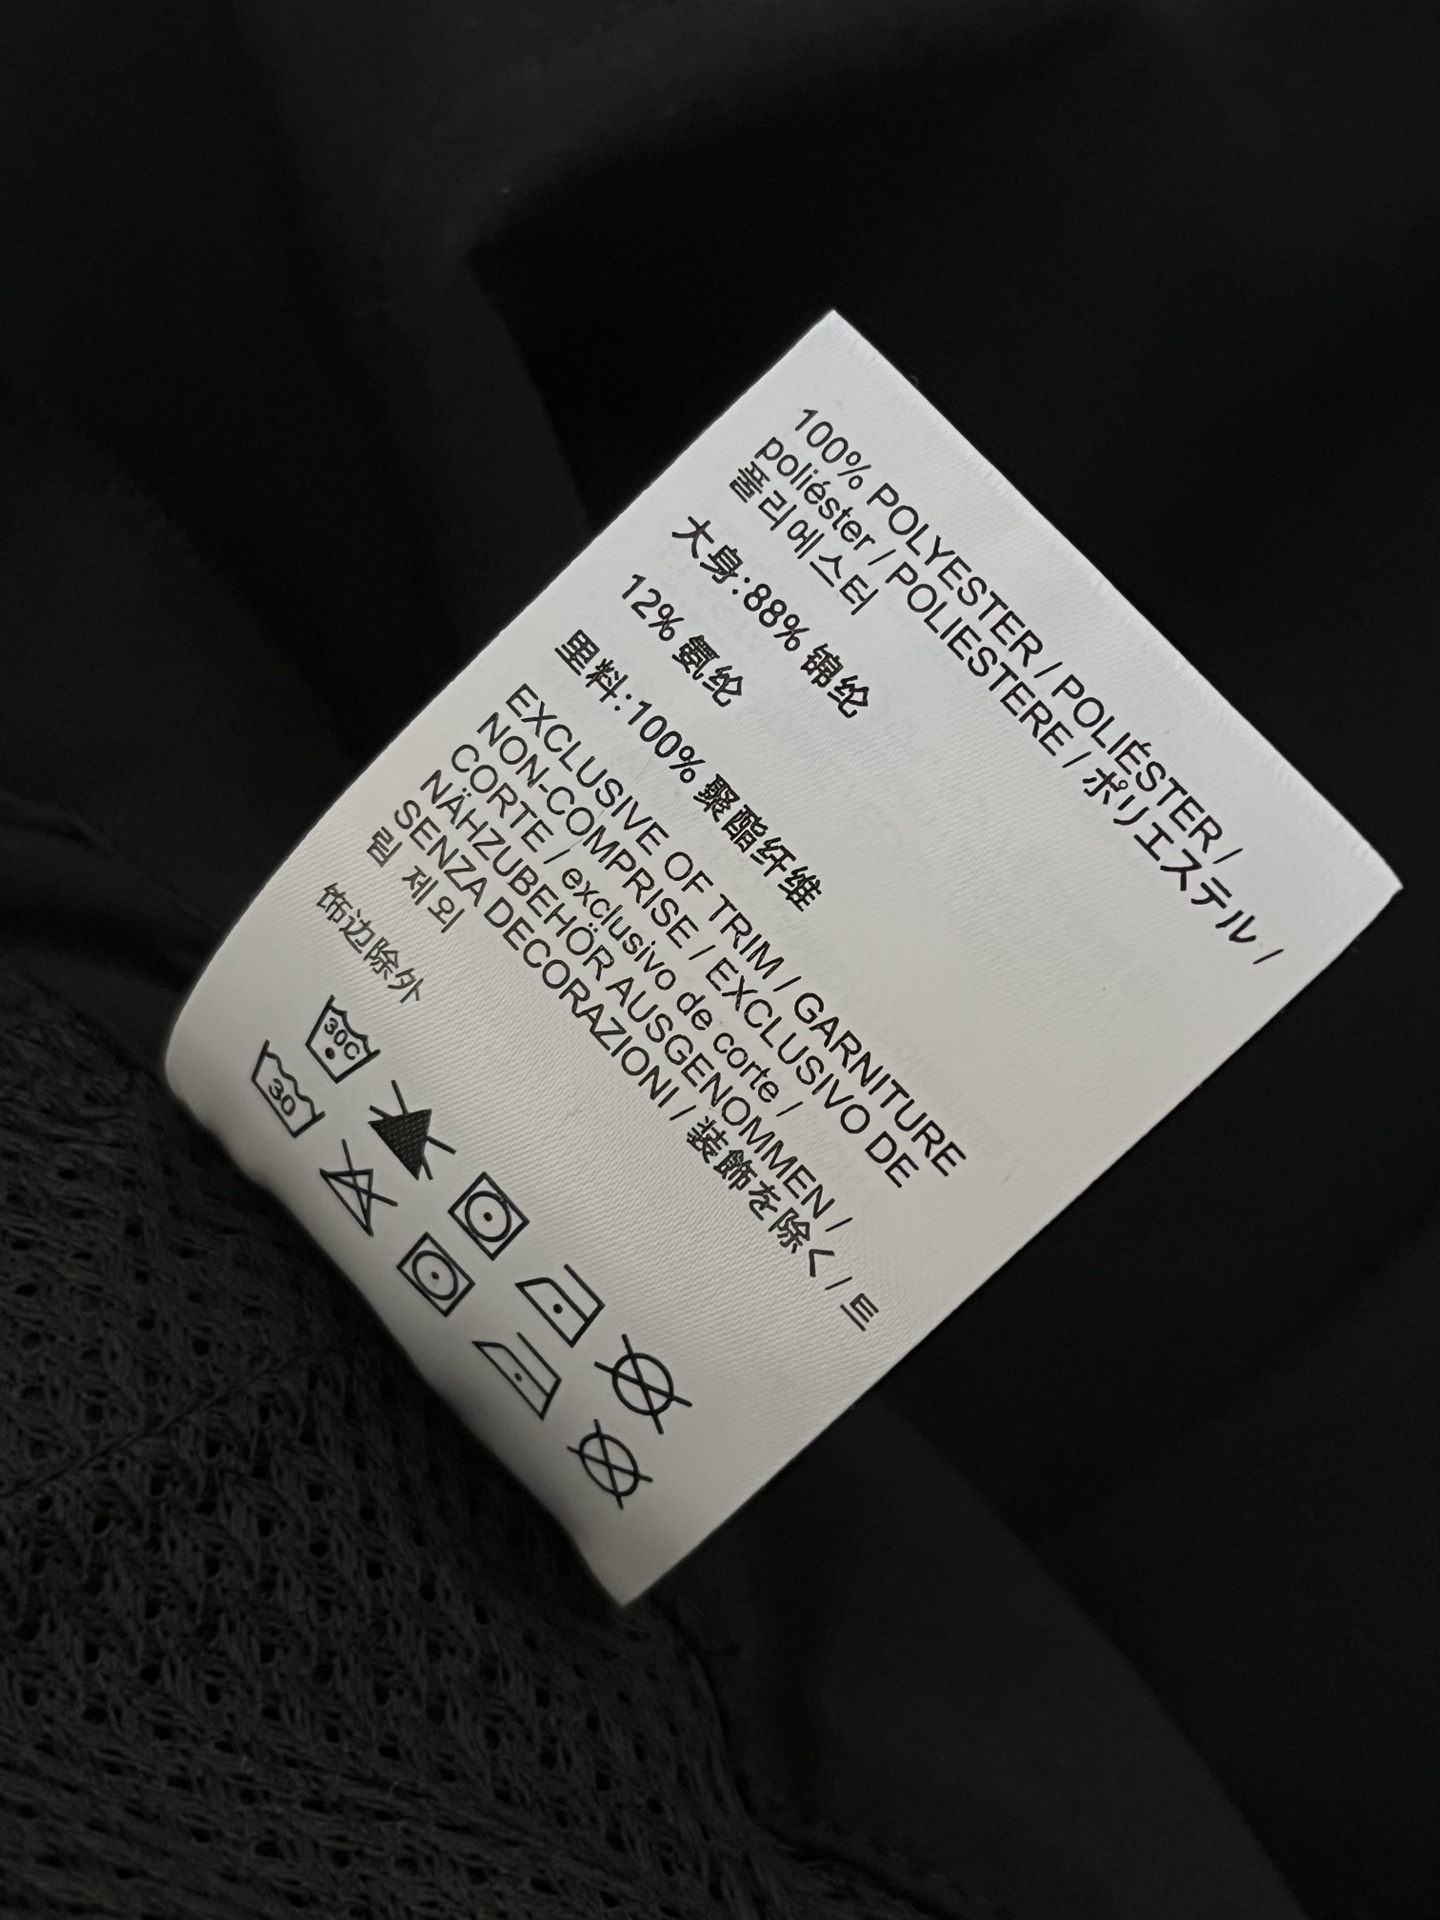 100% POLYESTER / POLIÉSTER /
poliéster / POLIESTERE / ポリエステル /
폴리에스터
大身:88% 锦纶
12% 氨纶
里料:100% 聚酯纤维
EXCLUSIVE OF TRIM / GARNITURE
NON-COMPRISE / EXCLUSIVO DE
CORTE / exclusivo de corte /
NÄHZUBEHÖR AUSGENOMMEN /
SENZA DECORAZIONI / 装飾を除く / 트
림 제외
饰边除外
30C
30